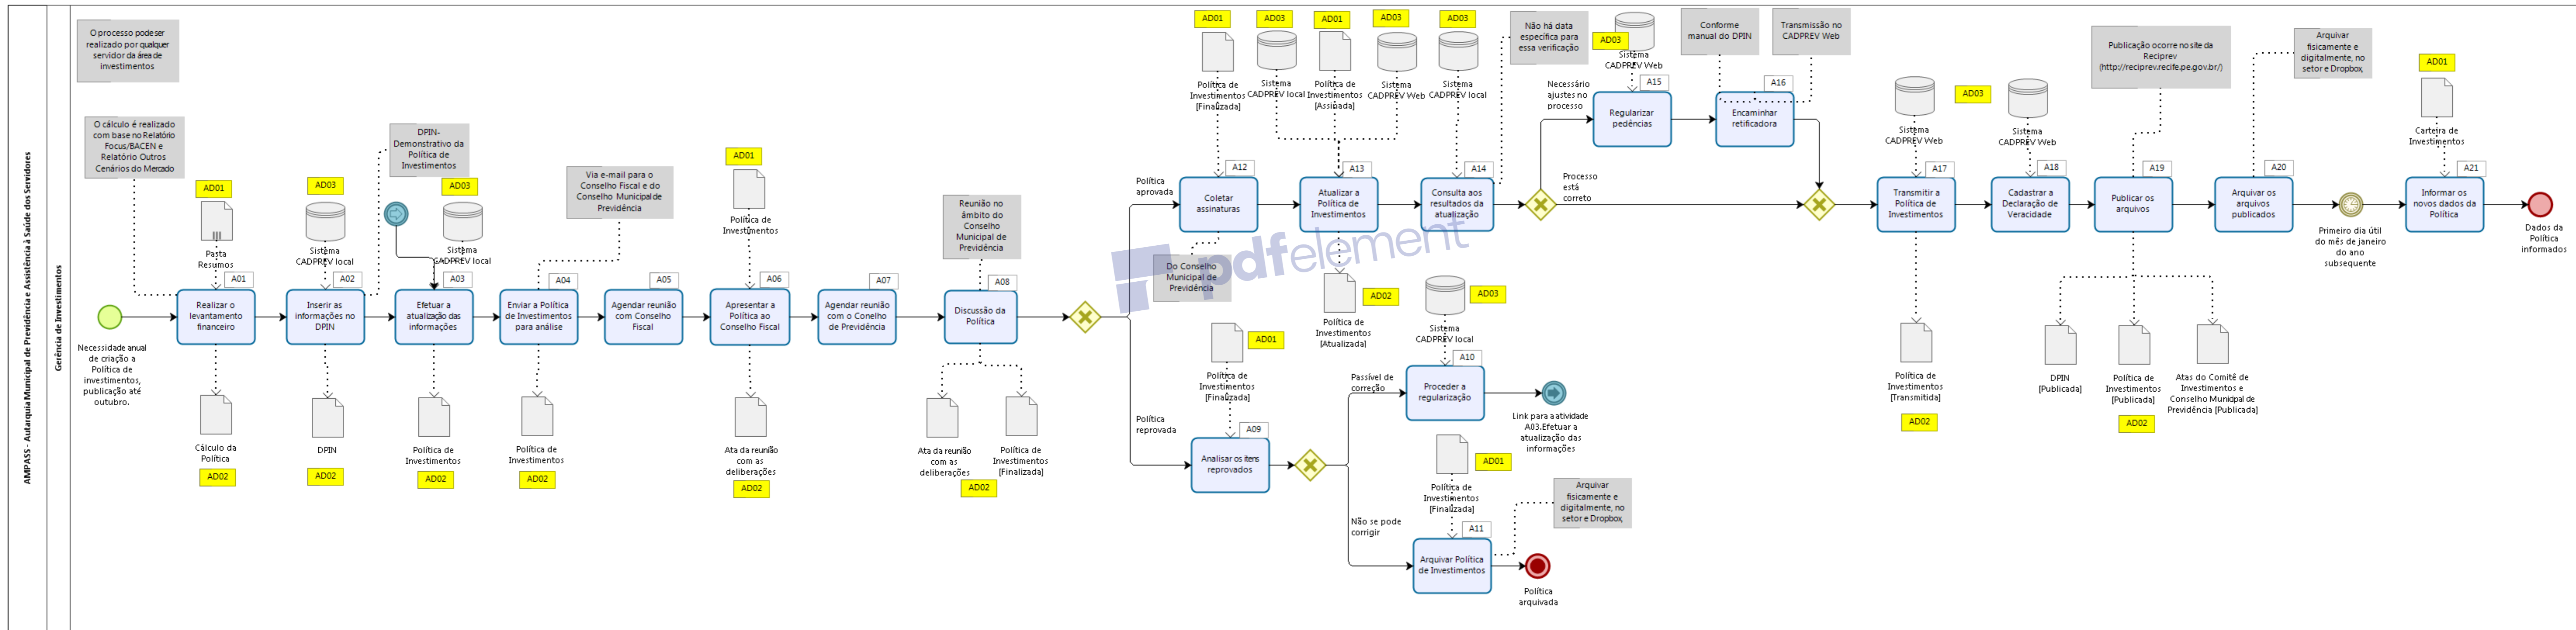 AMPASS - Autarquia Municipal de Previdência e Assistência à Saúde dos Servidores
Gerência de Investimentos
O processo pode ser
realizado por qualquer
servidor da área de
investimentos
O cálculo é realizado
com base no Relatório
Focus/BACEN e
Relatório Outros
Cenários do Mercado
AD01
Pasta
Resumos
Necessidade anual
de criação a
Política de
investimentos,
publicação até
outubro.
A01
Realizar o
levantamento
financeiro
Cálculo da
Política
AD02
AD03
Sistema
CADPREV local
A02
Inserir as
informações no
DPIN
DPIN
AD02
DPIN-
Demonstrativo da
Política de
Investimentos
AD03
Sistema
CADPREV local
A03
Efetuar a
atualização das
informações
Política de
Investimentos
AD02
Via e-mail para o
Conselho Fiscal e do
Conselho Municipal de
Previdência
A04
Enviar a Política
de Investimentos
para análise
Política de
Investimentos
AD02
A05
Agendar reunião
com Conselho
Fiscal
AD01
Política de
Investimentos
A06
Apresentar a
Política ao
Conselho Fiscal
Ata da reunião
com as
deliberações
AD02
A07
Agendar reunião
com o Conelho
de Previdência
Reunião no
âmbito do
Conselho
Municipal de
Previdência
A08
Discussão da
Política
Ata da reunião
com as
deliberações
Política de
Investimentos
[Finalizada]
AD02
Política
aprovada
Política
reprovada
AD01
Política de
Investimentos
[Finalizada]
A12
Coletar
assinaturas
Do Conselho
Municipal de
Previdência
AD03
Sistema
CADPREV local
AD01
Política de
Investimentos
[Assinada]
AD03
Sistema
CADPREV Web
A13
Atualizar a
Política de
Investimentos
Política de
Investimentos
[Atualizada]
AD02
AD03
Sistema
CADPREV local
A14
Consulta aos
resultados da
atualização
Não há data
específica para
essa verificação
pdfelement
AD01
Política de
Investimentos
[Finalizada]
A09
Analisar os itens
reprovados
Passível de
correção
Não se pode
corrigir
AD03
Sistema
CADPREV local
A10
Proceder a
regularização
Link para a atividade
A03.Efetuar a
atualização das
informações
AD01
Política de
Investimentos
[Finalizada]
A11
Arquivar Política
de Investimentos
Arquivar
fisicamente e
digitalmente, no
setor e Dropbox,
Política
arquivada
Necessário
ajustes no
processo
Processo
está
correto
AD03
Sistema
CADPREV Web
A15
Regularizar
pedências
Conforme
manual do DPIN
Transmissão no
CADPREV Web
A16
Encaminhar
retificadora
Sistema
CADPREV Web
AD03
A17
Transmitir a
Política de
Investimentos
Política de
Investimentos
[Transmitida]
AD02
Sistema
CADPREV Web
A18
Cadastrar a
Declaração de
Veracidade
Publicação ocorre no site da
Reciprev
(http://reciprev.recife.pe.gov.br/)
A19
Publicar os
arquivos
DPIN
[Publicada]
Política de
Investimentos
[Publicada]
AD02
Atas do Comitê de
Investimentos e
Conselho Municipal de
Previdência [Publicada]
Arquivar
fisicamente e
digitalmente, no
setor e Dropbox,
A20
Arquivar os
arquivos
publicados
Primeiro dia útil
do mês de janeiro
do ano
subsequente
AD01
Carteira de
Investimentos
A21
Informar os
novos dados da
Política
Dados da
Política
informados